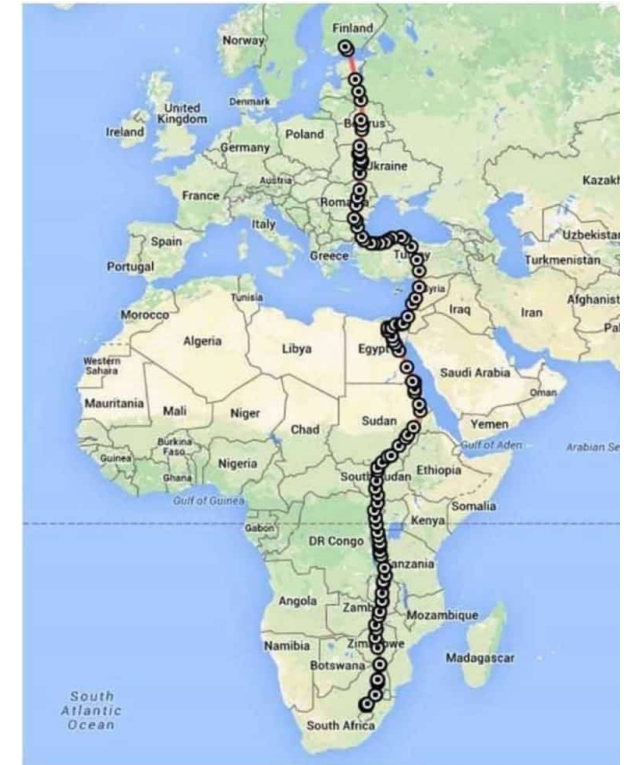 Finland
Norway
Denmark
United
Kingdom
Ireland
Poland
Germany
Ukraine
Austria
Kazakh
France
Italy
Uzbekistan
Spain
Greece
Turkmenistan
Portugal
Tunisia
Syria
Afghanist
Morocco
Iraq
Iran
Algeria
Libya
Egypt
Western
Sahara
Saudi Arabia
Oman
Mauritania
Mali
Niger
Chad
Sudan
Yemen
Burkina
Faso
Gulf of Aden
Arabian Se
Guinea
Nigeria
Ghana
Ethiopia
Gulf of Guinea
Somalia
Gabon
Kenya
DR Congo
Angola
Mozambique
Namibia
Botswana
Madagascar
South
Atlantic
Ocean
South Africa